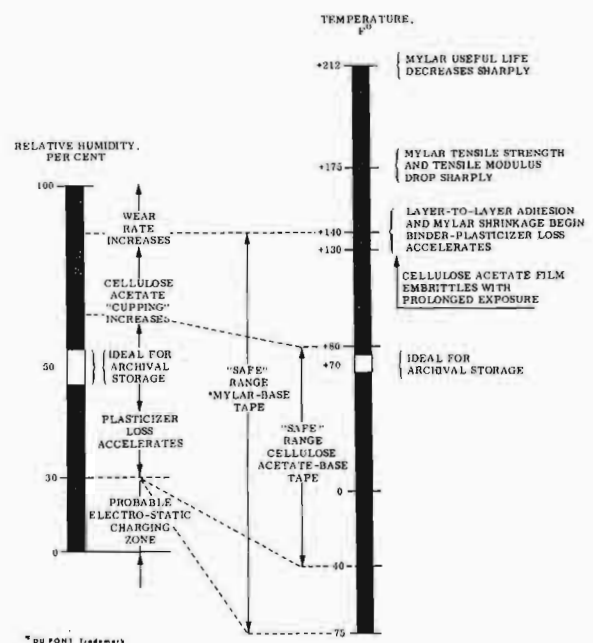 TEMPERATURE,
F°
+212
MYLAR USEFUL LIFE
DECREASES SHARPLY
+175
MYLAR TENSILE STRENGTH
AND TENSILE MODULUS
DROP SHARPLY
+140
+130
LAYER-TO-LAYER ADHESION
AND MYLAR SHRINKAGE BEGIN
BINDER-PLASTICIZER LOSS
ACCELERATES
CELLULOSE ACETATE FILM
EMBRITTLES WITH
PROLONGED EXPOSURE
+80
+70
IDEAL FOR
ARCHIVAL STORAGE
0
-40
-75
RELATIVE HUMIDITY,
PER CENT
100
50
30
0
WEAR
RATE
INCREASES
CELLULOSE
ACETATE
"CUPPING"
INCREASES
IDEAL FOR
ARCHIVAL
STORAGE
PLASTICIZER
LOSS
ACCELERATES
PROBABLE
ELECTRO-STATIC
CHARGING
ZONE
"SAFE"
RANGE
*MYLAR-BASE
TAPE
"SAFE"
RANGE
CELLULOSE
ACETATE-BASE
TAPE
*DU PONT Trademark